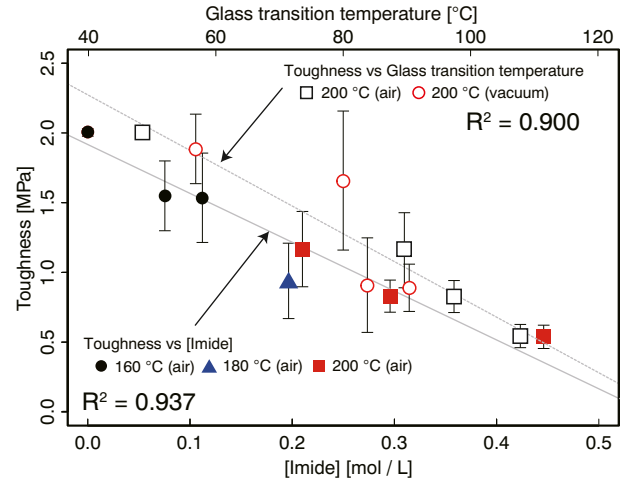 Glass transition temperature [°C]
40 60 80 100 120
Toughness vs Glass transition temperature
200 °C (air) 200 °C (vacuum)
R² = 0.900
Toughness [MPa]
2.5
2.0
1.5
1.0
0.5
0.0
Toughness vs [Imide]
160 °C (air) 180 °C (air) 200 °C (air)
R² = 0.937
0.0 0.1 0.2 0.3 0.4 0.5
[Imide] [mol / L]